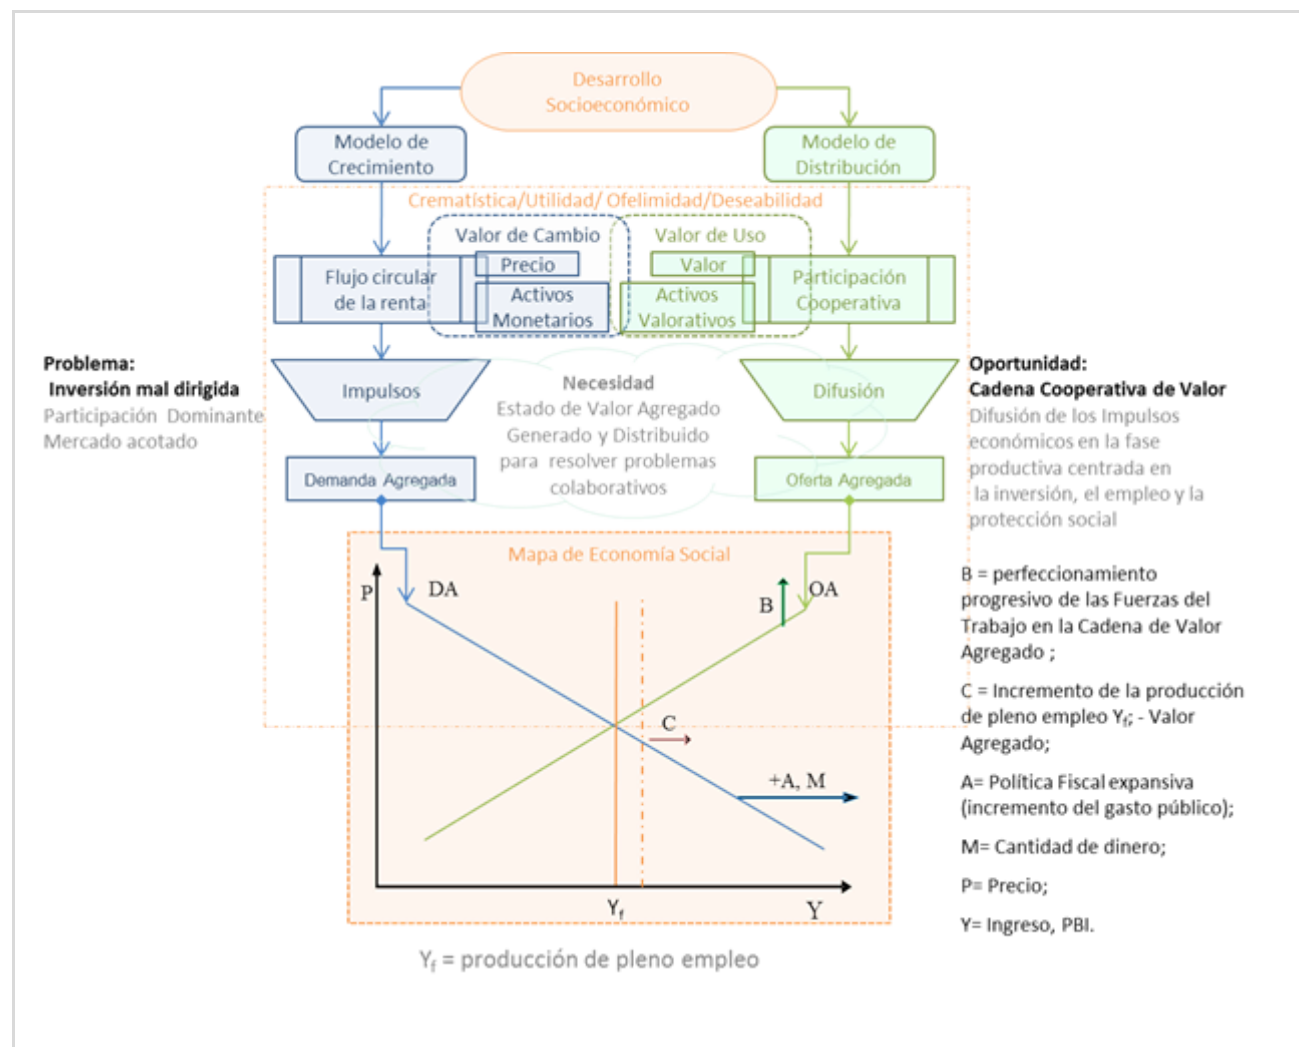 Desarrollo
Socioeconómico
Modelo de
Crecimiento
Modelo de
Distribución
Crematística/Utilidad/ Ofelimidad/Deseabilidad
Valor de Cambio
Valor de Uso
Precio
Valor
Flujo circular
de la renta
Activos
Monetarios
Activos
Valorativos
Participación
Cooperativa
Problema:
Inversión mal dirigida
Participación Dominante
Mercado acotado
Impulsos
Necesidad
Estado de Valor Agregado
Generado y Distribuido
para resolver problemas
colaborativos
Difusión
Oportunidad:
Cadena Cooperativa de Valor
Difusión de los Impulsos
económicos en la fase
productiva centrada en
la inversión, el empleo y la
protección social
Demanda Agregada
Oferta Agregada
Mapa de Economía Social
P
DA
B
OA
C
+A, M
Yf
Y
B = perfeccionamiento
progresivo de las Fuerzas del
Trabajo en la Cadena de Valor
Agregado ;
C = Incremento de la producción
de pleno empleo Yf; - Valor
Agregado;
A= Política Fiscal expansiva
(incremento del gasto público);
M= Cantidad de dinero;
P= Precio;
Y= Ingreso, PBI.
Yf = producción de pleno empleo